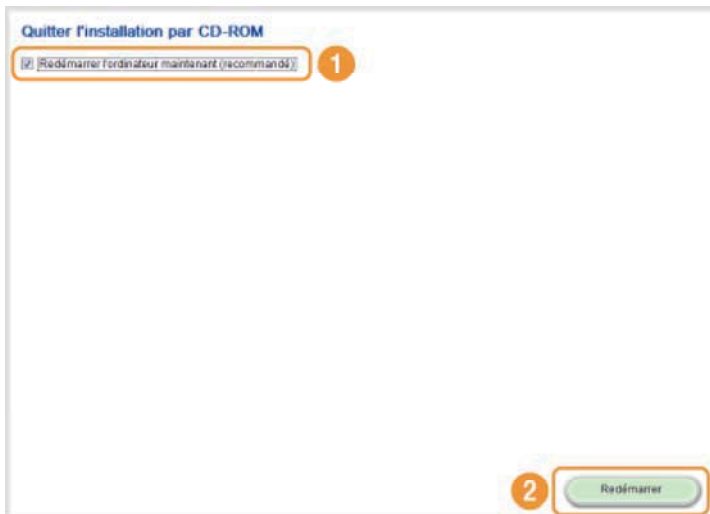 Quitter l'installation par CD-ROM
Redémarrer l'ordinateur maintenant (recommandé)
1
2
Redémarrer